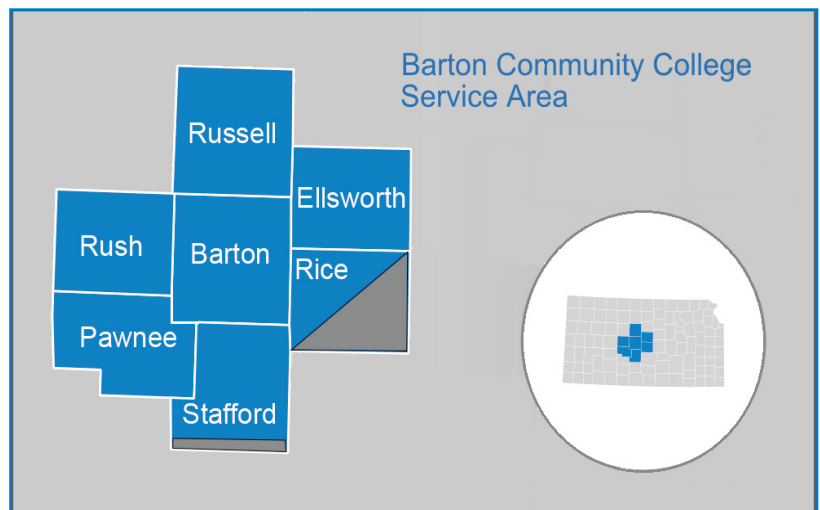 Barton Community College
Service Area
Russell
Ellsworth
Rush
Barton
Rice
Pawnee
Stafford